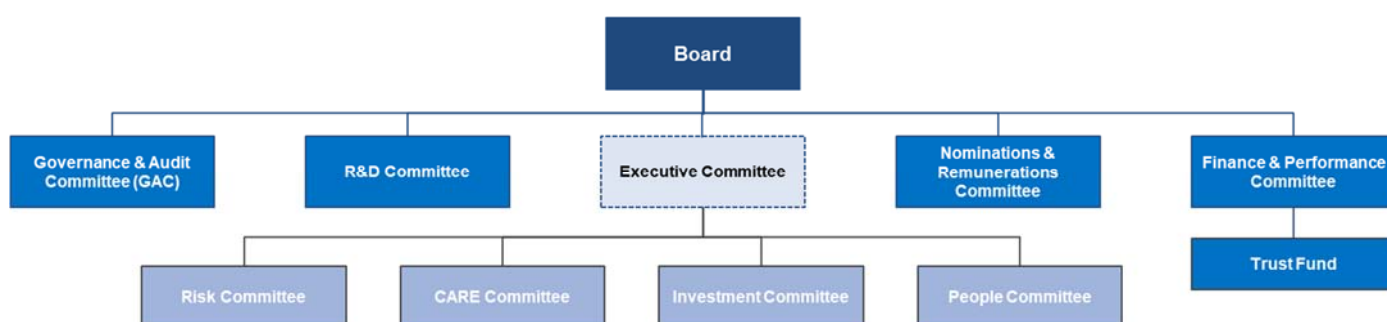 Board
Governance & Audit
Committee (GAC)
R&D Committee
Executive Committee
Nominations &
Remunerations
Committee
Finance & Performance
Committee
Trust Fund
Risk Committee
CARE Committee
Investment Committee
People Committee